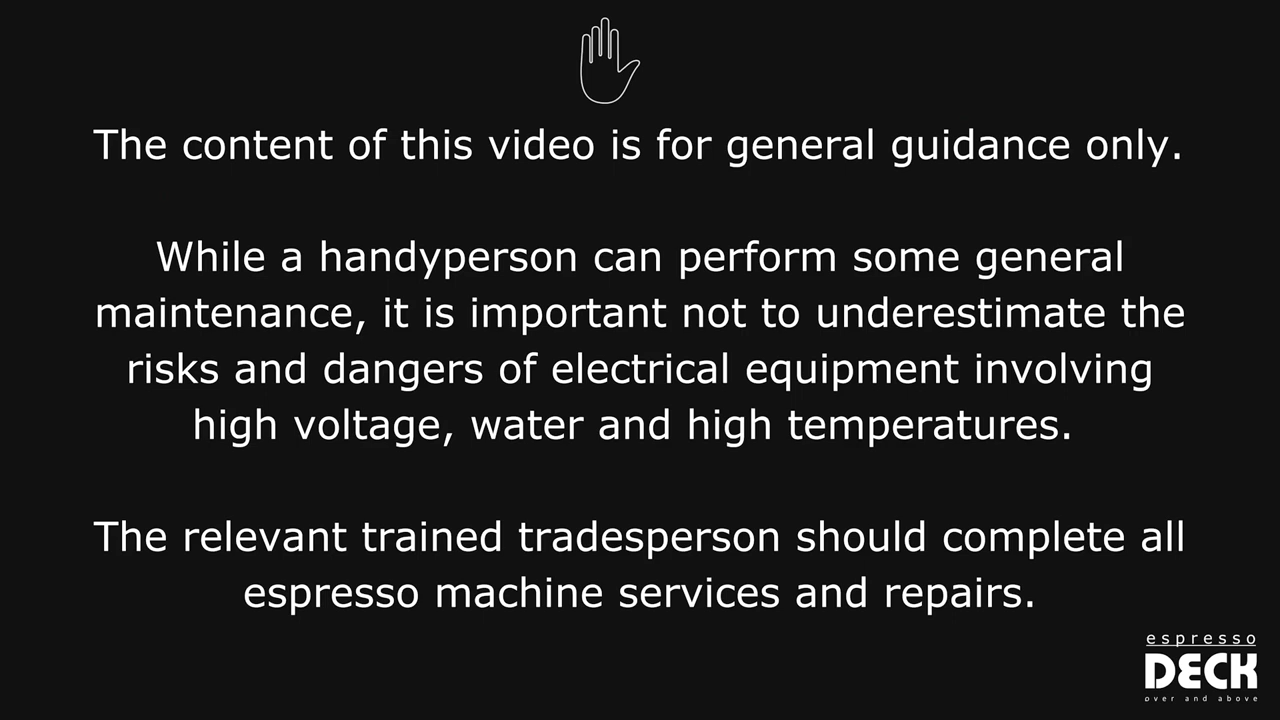 The content of this video is for general guidance only.
While a handyperson can perform some general
maintenance, it is important not to underestimate the
risks and dangers of electrical equipment involving
high voltage, water and high temperatures.
The relevant trained tradesperson should complete all
espresso machine services and repairs.
espresso
DECK
over and above